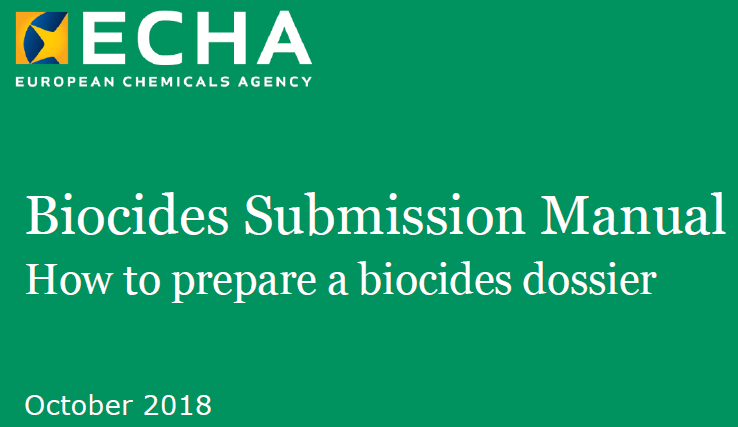 ECHA
EUROPEAN CHEMICALS AGENCY
Biocides Submission Manual
How to prepare a biocides dossier
October 2018